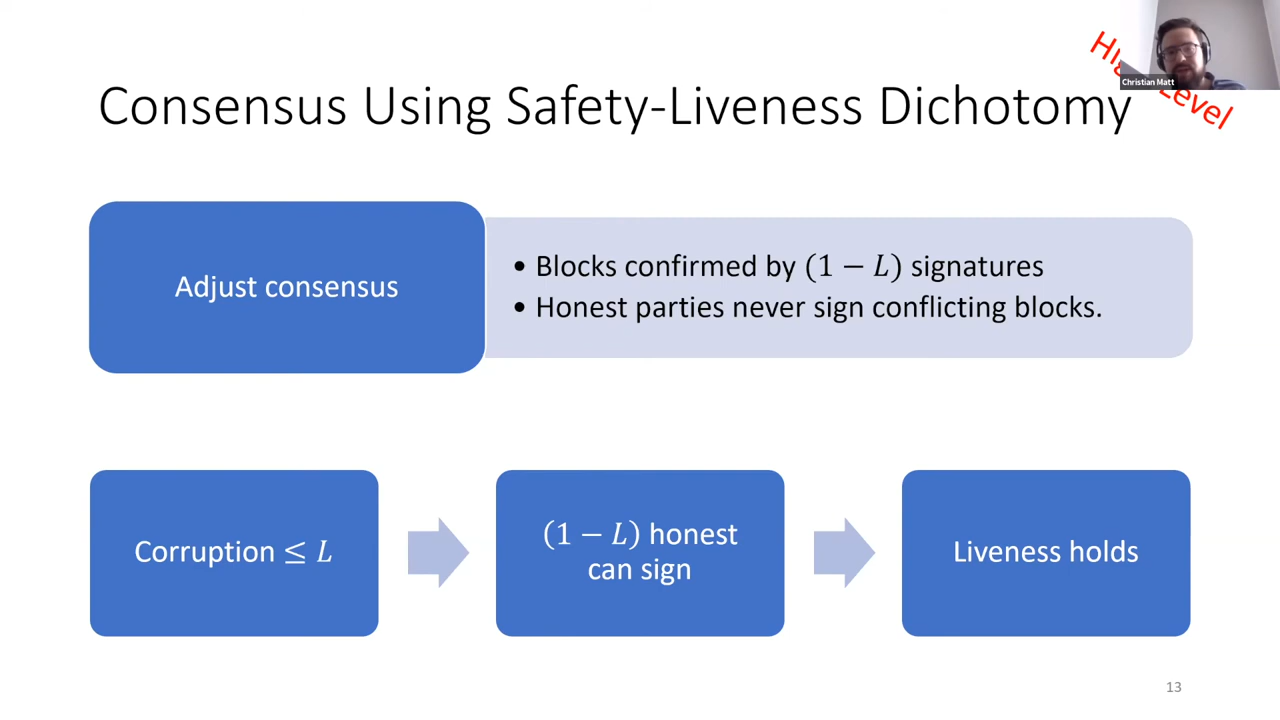 Consensus Using Safety-Liveness Dichotomy
Christian Matt
Level
Adjust consensus
• Blocks confirmed by (1 − L) signatures
• Honest parties never sign conflicting blocks.
Corruption ≤ L
(1 − L) honest
can sign
Liveness holds
13